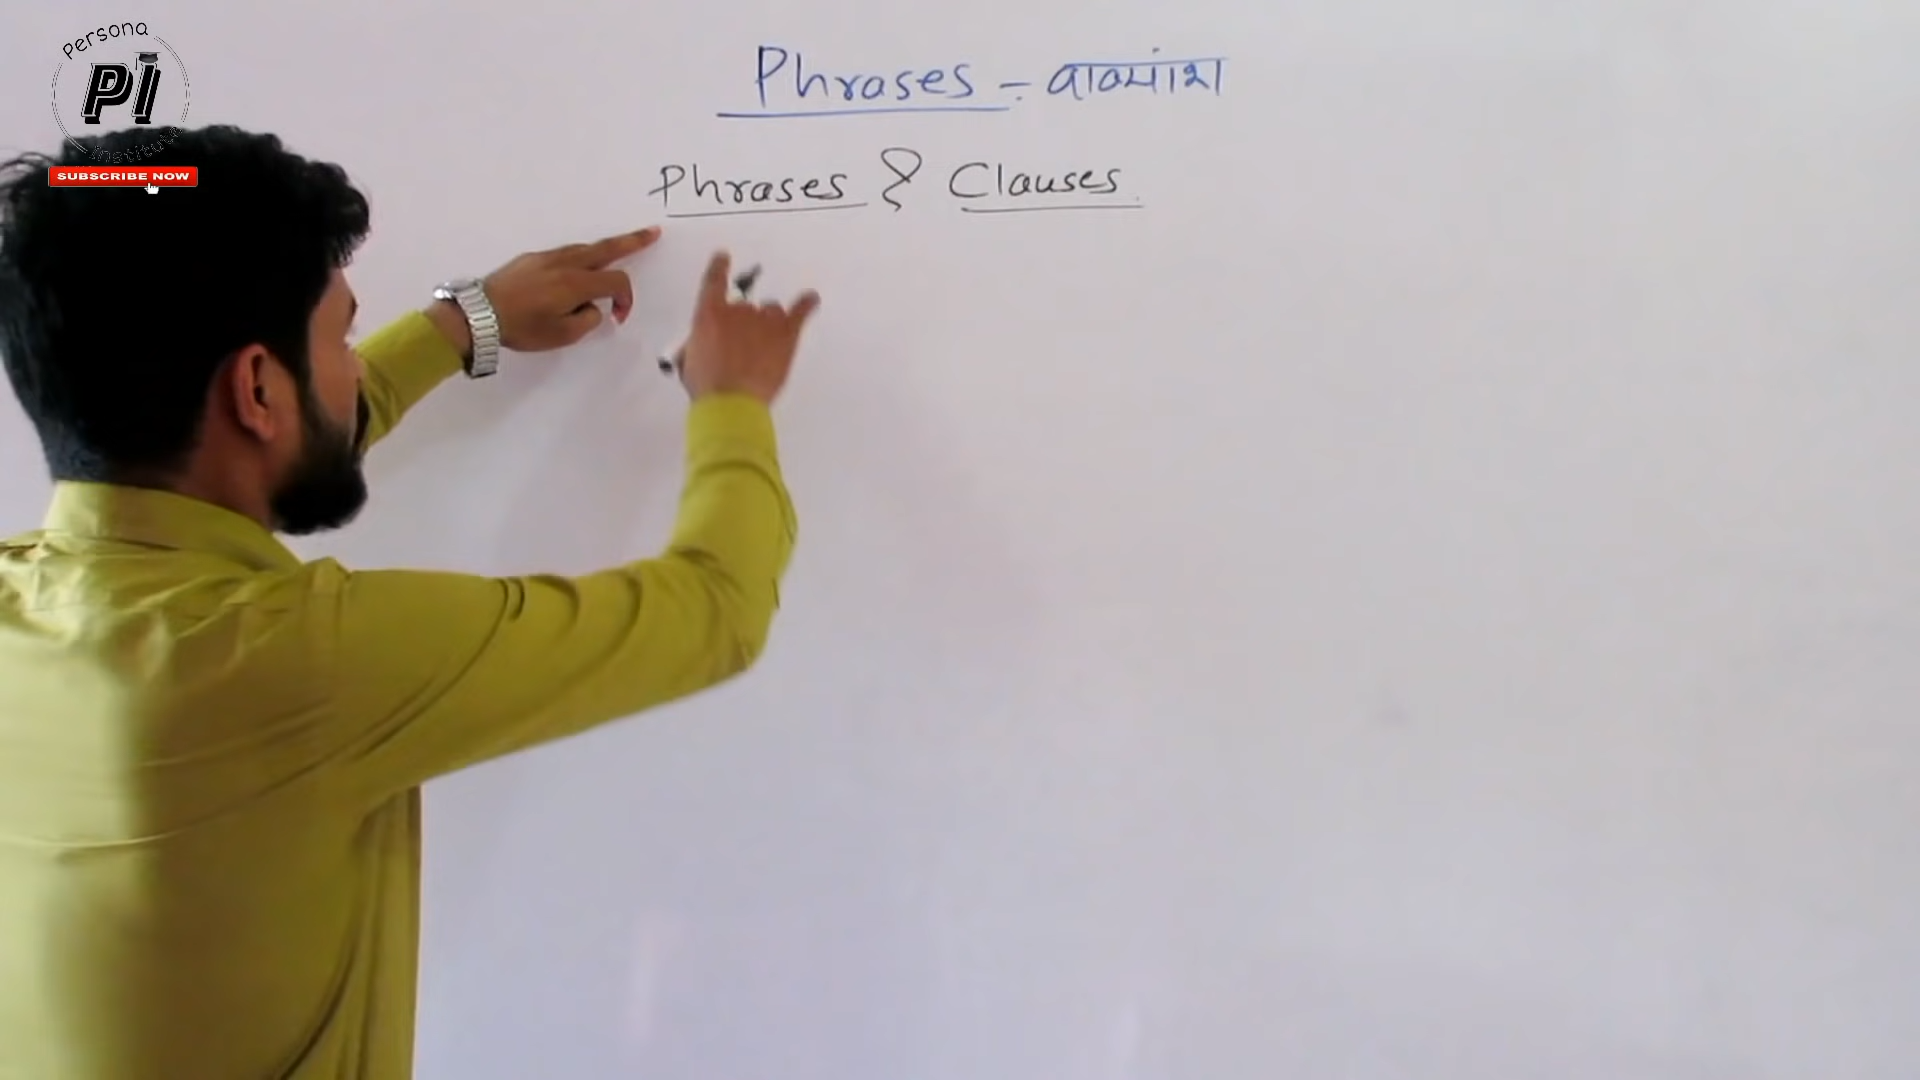 Persona
PI
institute
SUBSCRIBE NOW
Phrases - वाक्यांश
Phrases & Clauses